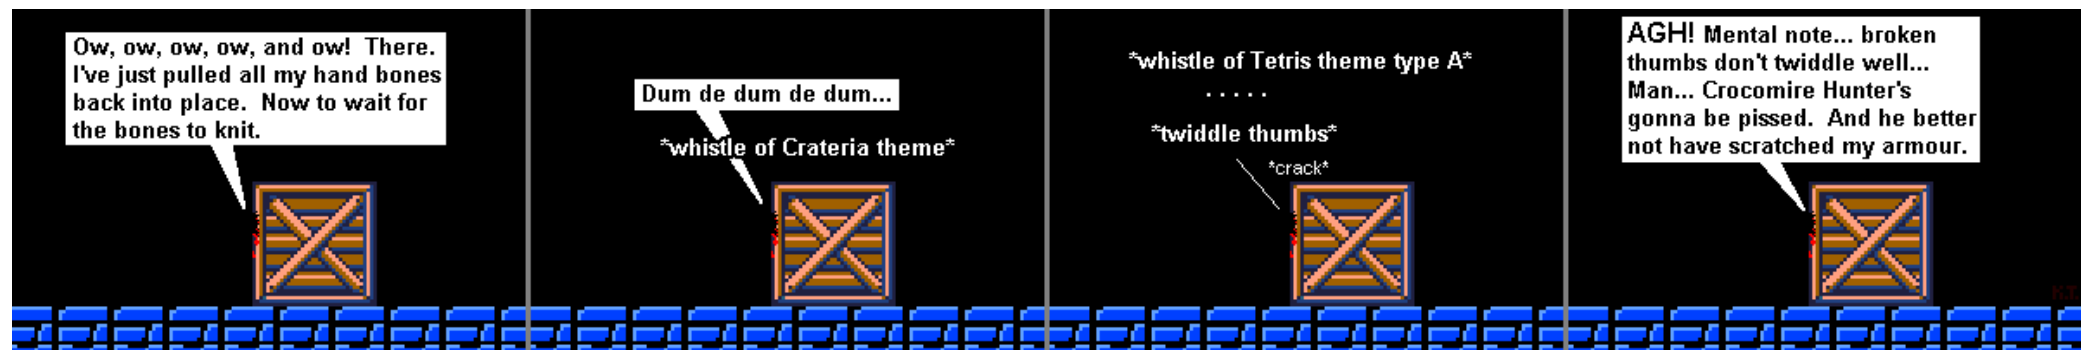 Ow, ow, ow, ow, and ow!  There.
I've just pulled all my hand bones
back into place.  Now to wait for
the bones to knit.
Dum de dum de dum...
*whistle of Crateria theme*
*whistle of Tetris theme type A*
. . . . .
*twiddle thumbs*
*crack*
AGH! Mental note... broken
thumbs don't twiddle well...
Man... Crocomire Hunter's
gonna be pissed.  And he better
not have scratched my armour.